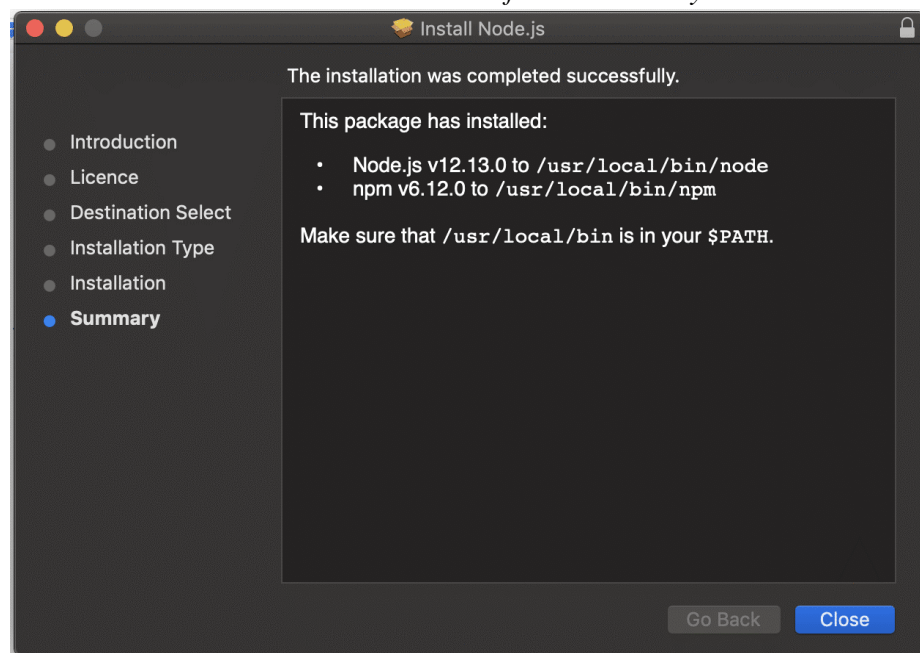 Install Node.js
The installation was completed successfully.
Introduction
Licence
Destination Select
Installation Type
Installation
Summary
This package has installed:
• Node.js v12.13.0 to /usr/local/bin/node
• npm v6.12.0 to /usr/local/bin/npm
Make sure that /usr/local/bin is in your $PATH.
Go Back
Close